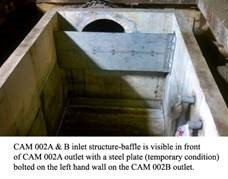 CAM 002A & B inlet structure-baffle is visible in front
of CAM 002A outlet with a steel plate (temporary condition)
bolted on the left hand wall on the CAM 002B outlet.